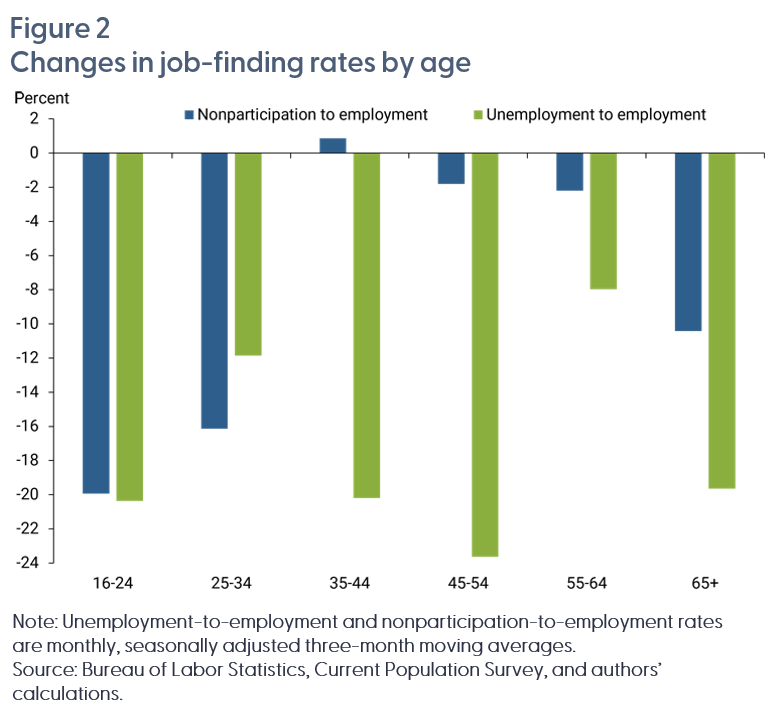 Figure 2
Changes in job-finding rates by age
Percent
Nonparticipation to employment
Unemployment to employment
2
0
-2
-4
-6
-8
-10
-12
-14
-16
-18
-20
-22
-24
16-24 25-34 35-44 45-54 55-64 65+
Note: Unemployment-to-employment and nonparticipation-to-employment rates
are monthly, seasonally adjusted three-month moving averages.
Source: Bureau of Labor Statistics, Current Population Survey, and authors’
calculations.